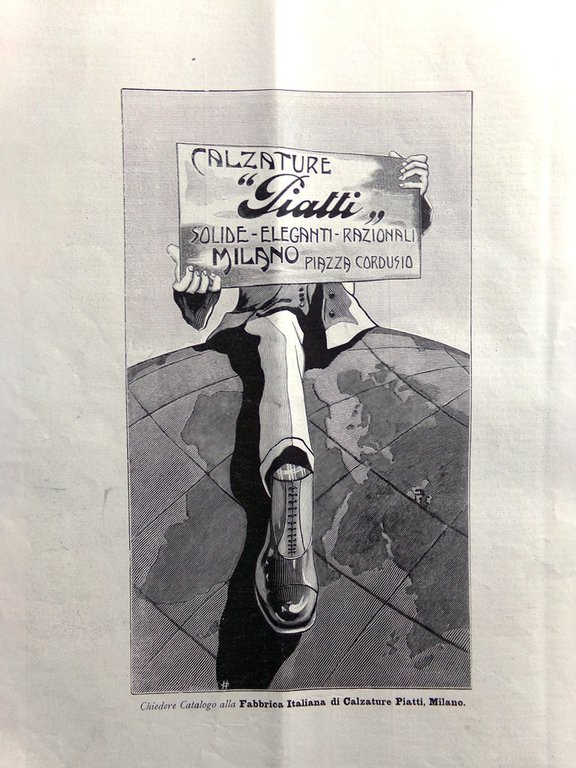 CALZATURE
"Piatti„
SOLIDE-ELEGANTI-RAZIONALI
MILANO PIAZZA CORDUSIO
Chiedere Catalogo alla Fabbrica Italiana di Calzature Piatti, Milano.